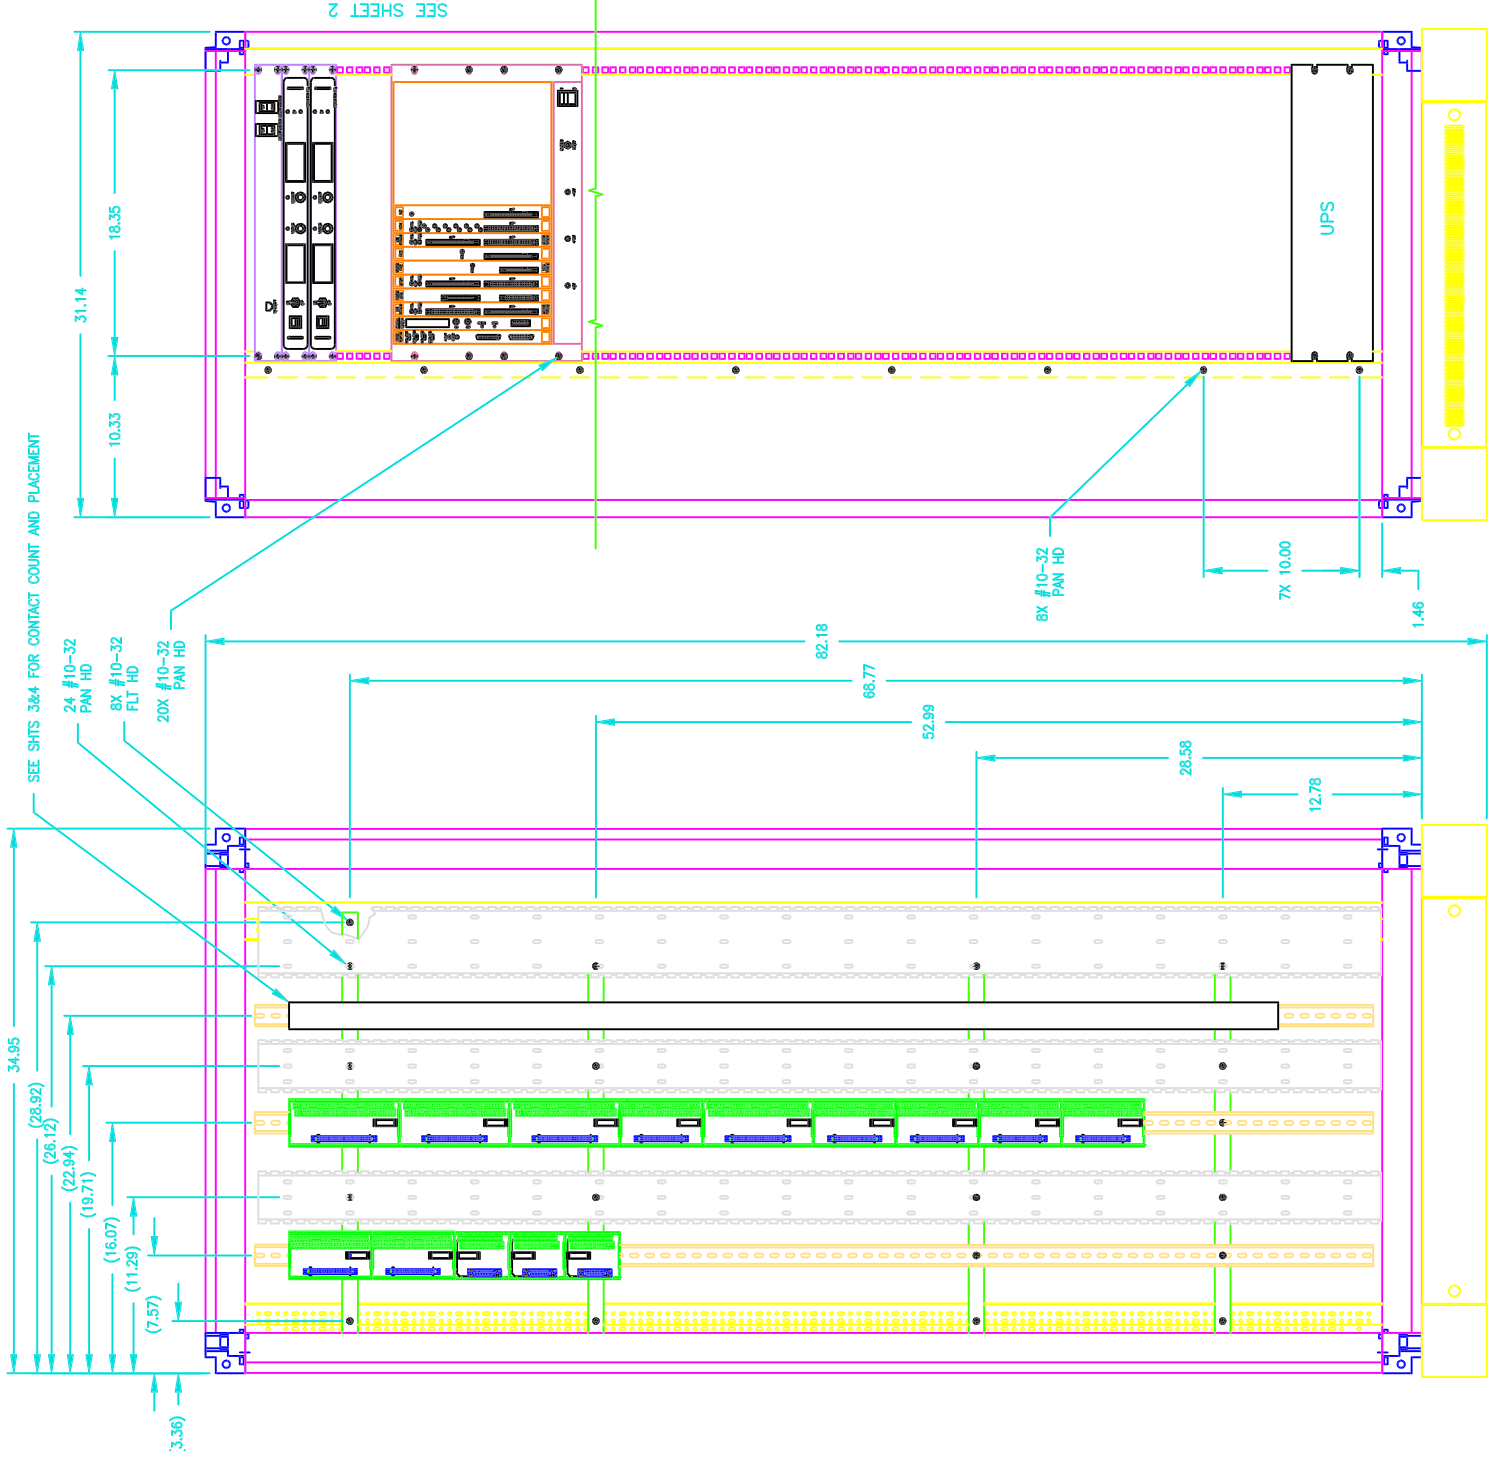 SEE SHEET 2
31.14
18.35
10.33
UPS
SEE SHTS 3&4 FOR CONTACT COUNT AND PLACEMENT
24 #10-32
PAN HD
8X #10-32
FLT HD
20X #10-32
PAN HD
8X #10-32
PAN HD
7X 10.00
1.46
82.18
68.77
52.99
28.58
12.78
34.95
(28.92)
(26.12)
(22.94)
(19.71)
(16.07)
(11.29)
(7.57)
3.36)